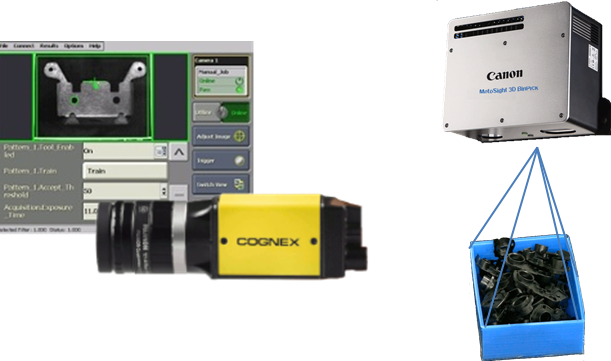 File Connect Results Options Help
Camera 1
Manual_Job
Online
Pass
Offline
Online
Pattern_1.Tool_Enab-
led
On
Adjust Image
Pattern_1.Train
Train
Trigger
Pattern_1.Accept_Th-
reshold
50
Acquisition.Exposure
_Time
Switch View
COGNEX
Canon
MotoSight 3D BinPick